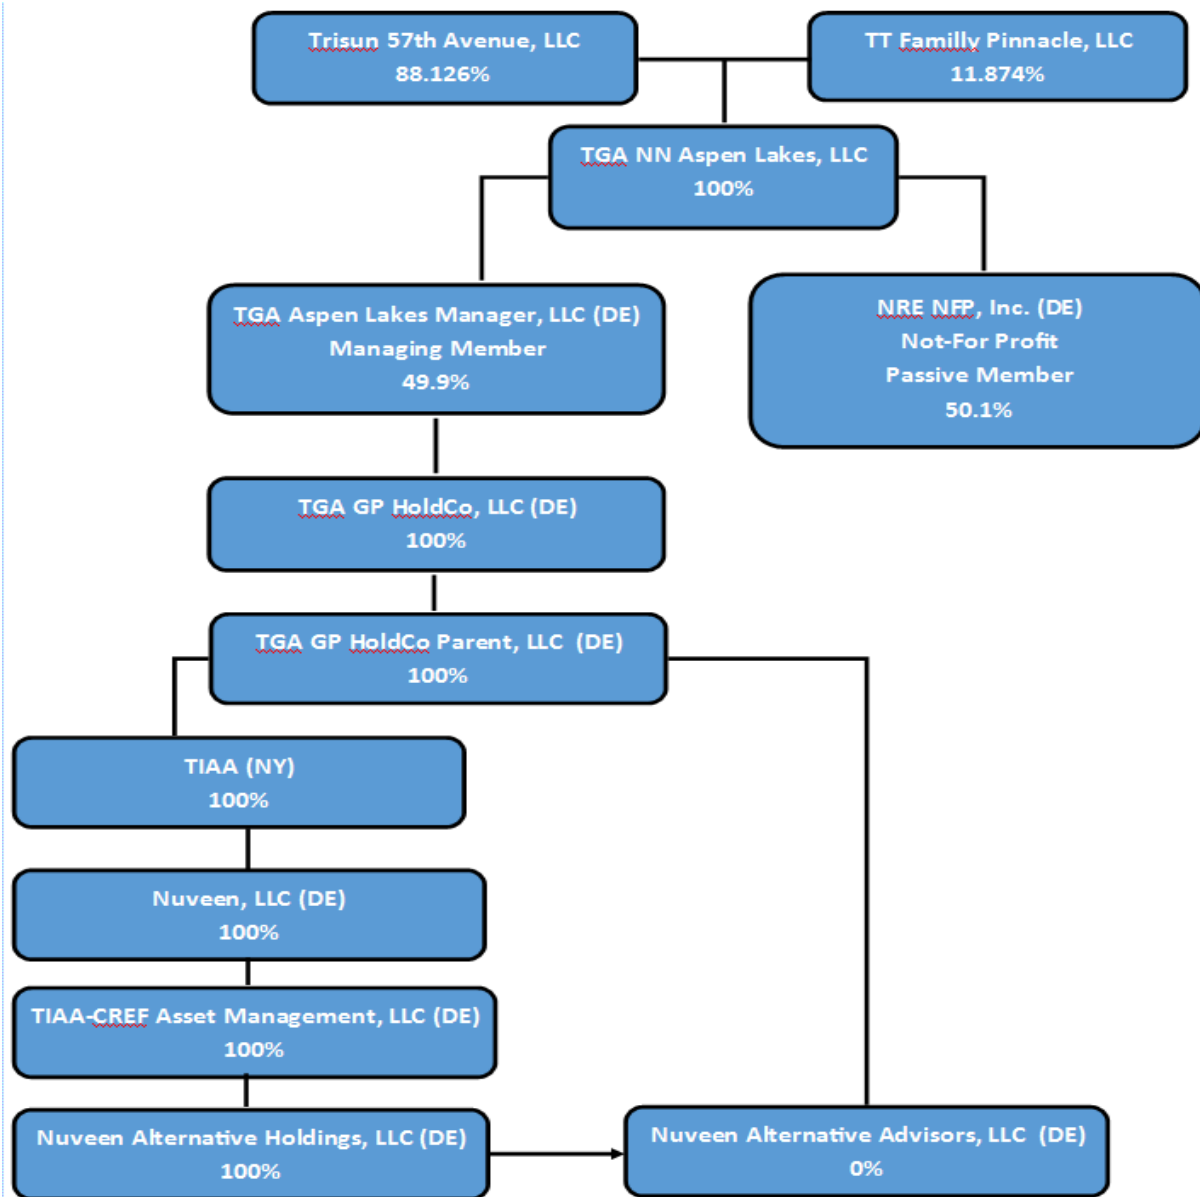 Trisun 57th Avenue, LLC
88.126%
TT Familly Pinnacle, LLC
11.874%
TGA NN Aspen Lakes, LLC
100%
TGA Aspen Lakes Manager, LLC (DE)
Managing Member
49.9%
NRE NFP, Inc. (DE)
Not-For Profit
Passive Member
50.1%
TGA GP HoldCo, LLC (DE)
100%
TGA GP HoldCo Parent, LLC (DE)
100%
TIAA (NY)
100%
Nuveen, LLC (DE)
100%
TIAA-CREF Asset Management, LLC (DE)
100%
Nuveen Alternative Holdings, LLC (DE)
100%
Nuveen Alternative Advisors, LLC (DE)
0%